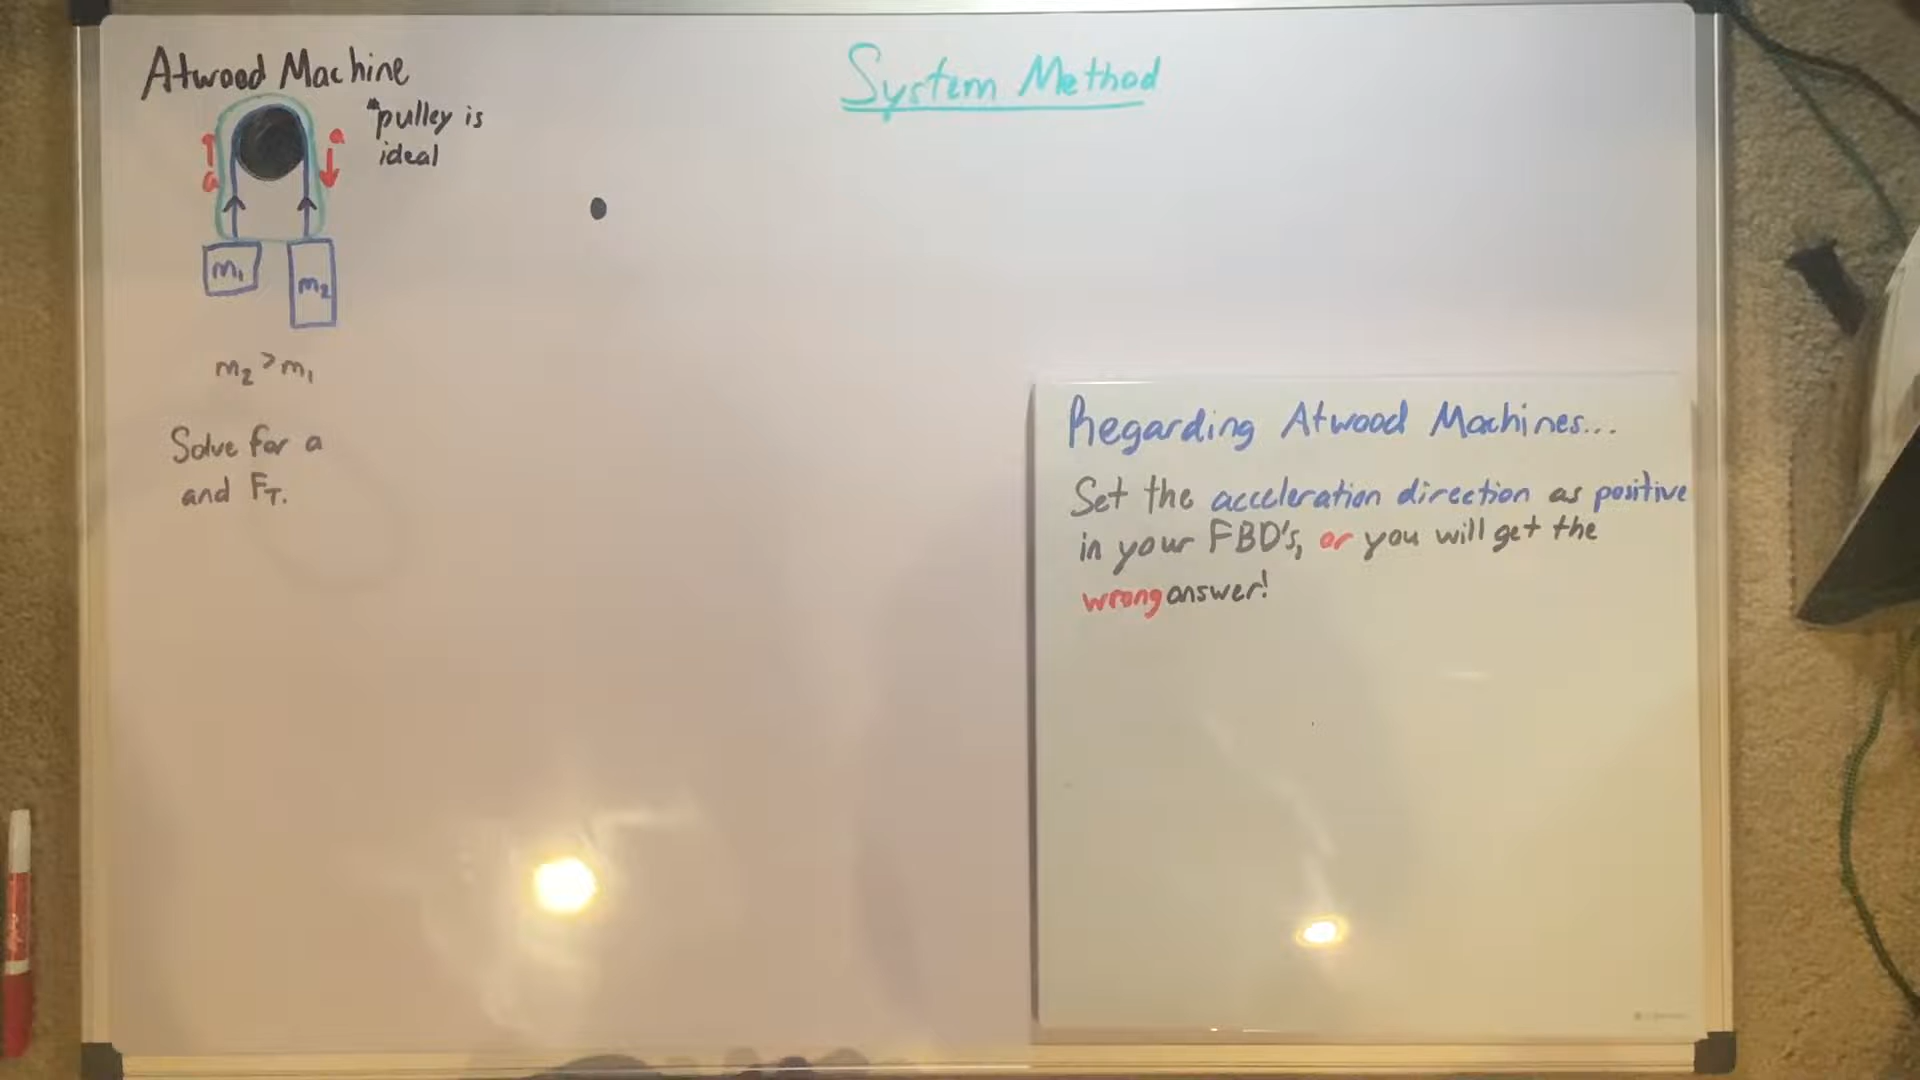 Atwood Machine
*pulley is
ideal
a
a
m₁
m₂
m₂ > m₁
Solve for a
and F_T.
System Method
Regarding Atwood Machines...
Set the acceleration direction as positive
in your FBD's, or you will get the
wrong answer!